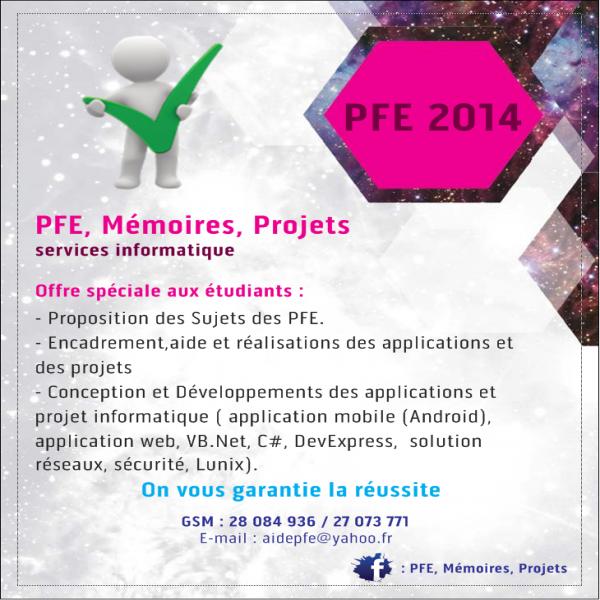 PFE 2014
PFE, Mémoires, Projets
services informatique
Offre spéciale aux étudiants :
- Proposition des Sujets des PFE.
- Encadrement,aide et réalisations des applications et
des projets
- Conception et Développements des applications et
projet informatique ( application mobile (Android),
application web, VB.Net, C#, DevExpress, solution
réseaux, sécurité, Lunix).
On vous garantie la réussite
GSM : 28 084 936 / 27 073 771
E-mail : aidepfe@yahoo.fr
f : PFE, Mémoires, Projets